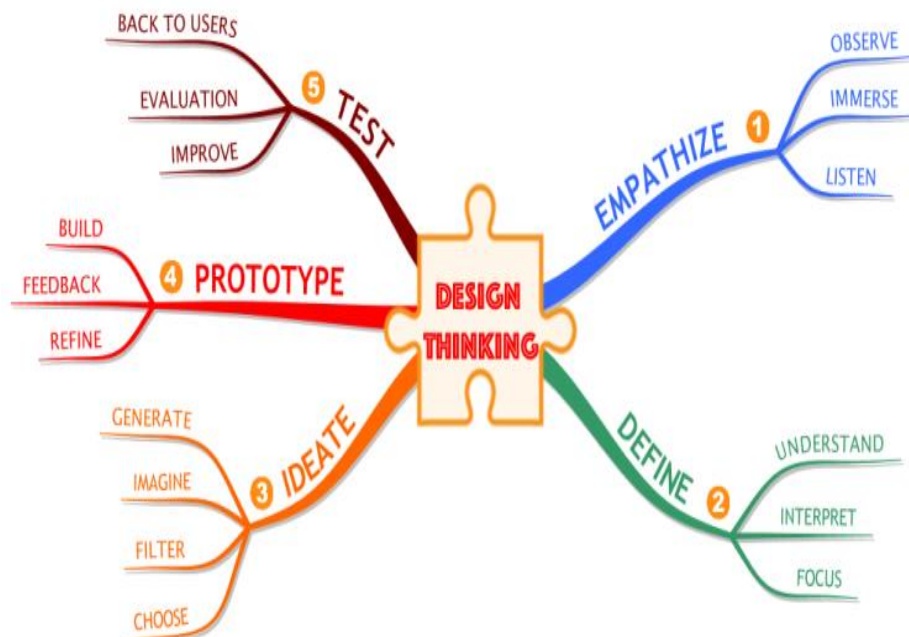 DESIGN
THINKING
1
EMPATHIZE
OBSERVE
IMMERSE
LISTEN
2
DEFINE
UNDERSTAND
INTERPRET
FOCUS
3
IDEATE
GENERATE
IMAGINE
FILTER
CHOOSE
4
PROTOTYPE
BUILD
FEEDBACK
REFINE
5
TEST
BACK TO USERS
EVALUATION
IMPROVE